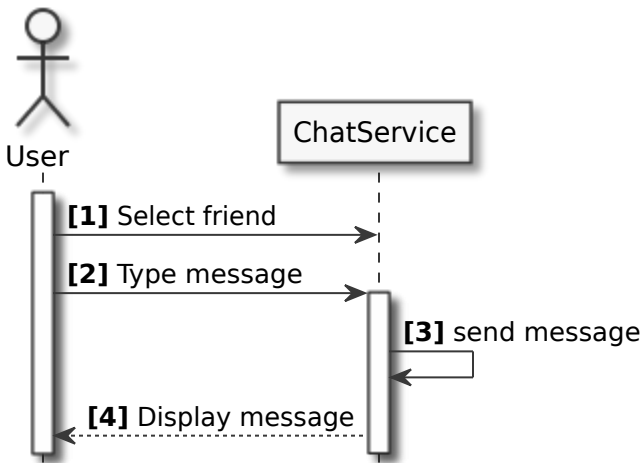 User
ChatService
[1] Select friend
[2] Type message
[3] send message
[4] Display message